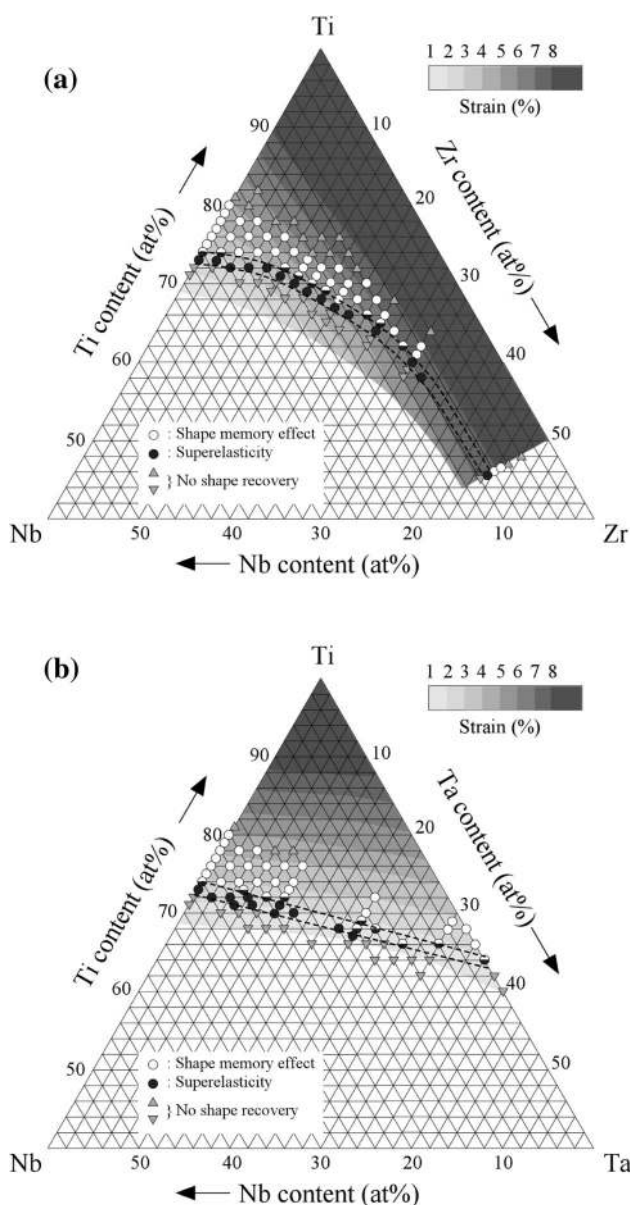 (a)
Ti
1 2 3 4 5 6 7 8
Strain (%)
90
80
70
60
50
Ti content (at%)
10
20
30
40
50
Zr content (at%)
○ : Shape memory effect
● : Superelasticity
▲
▼ } No shape recovery
Nb
50
40
30
20
10
Zr
Nb content (at%)
(b)
Ti
1 2 3 4 5 6 7 8
Strain (%)
90
80
70
60
50
Ti content (at%)
10
20
30
40
50
Ta content (at%)
○ : Shape memory effect
● : Superelasticity
▲
▼ } No shape recovery
Nb
50
40
30
20
10
Ta
Nb content (at%)